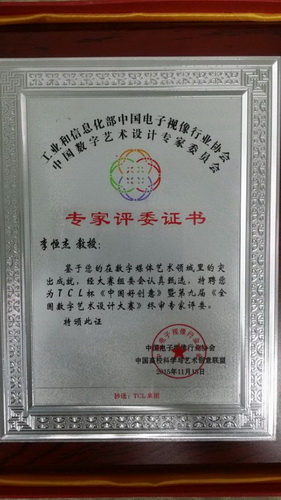 工业和信息化部中国电子视像行业协会
中国数字艺术设计专家委员会
专家评委证书
李恒杰 教授:
鉴于您的在数字媒体艺术领域里的突
出成就，经大赛组委会认真甄选，特聘您
为TCL杯《中国好创意》暨第九届《全
国数字艺术设计大赛》终审专家评委。
特颁此证
中国电子视像行业协会
中国高校科学与艺术创意联盟
2015年11月15日
抄送：TCL集团